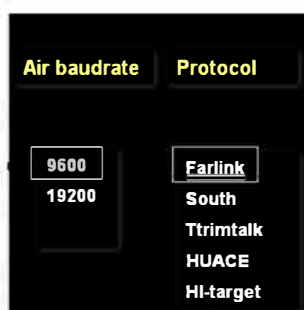 Air baudrate
Protocol
9600
19200
Farlink
South
Ttrimtalk
HUACE
HI-target